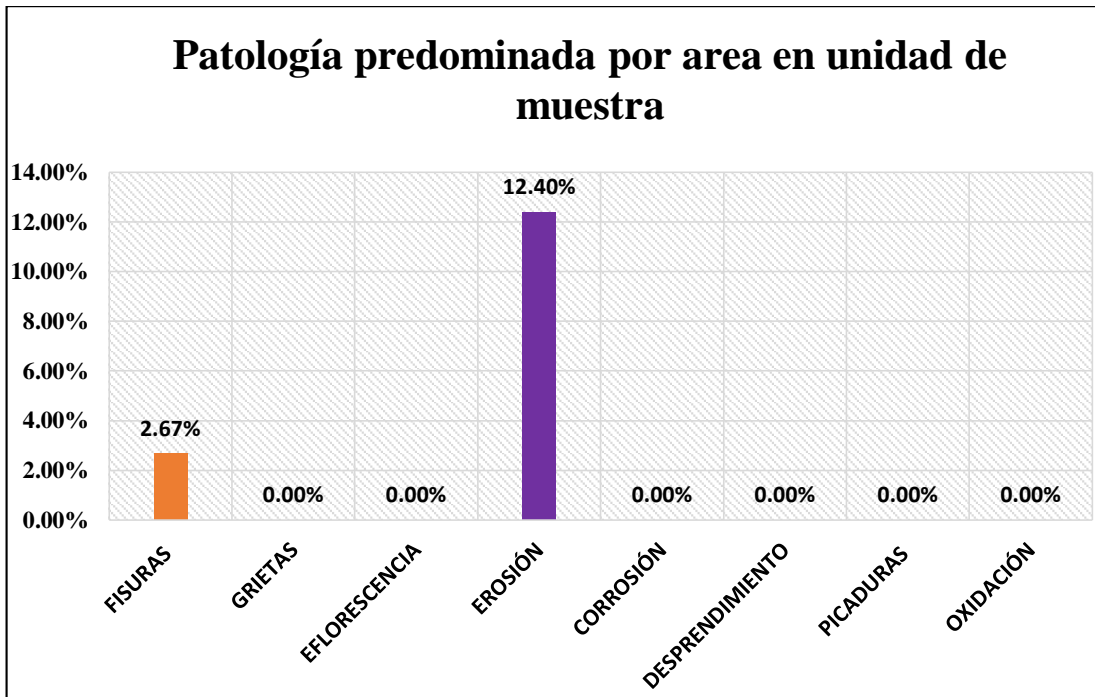 Patología predominada por area en unidad de
muestra
14.00%
12.00%
10.00%
8.00%
6.00%
4.00%
2.00%
0.00%
2.67%
0.00%
0.00%
12.40%
0.00%
0.00%
0.00%
0.00%
FISURAS
GRIETAS
EFLORESCENCIA
EROSIÓN
CORROSIÓN
DESPRENDIMIENTO
PICADURAS
OXIDACIÓN